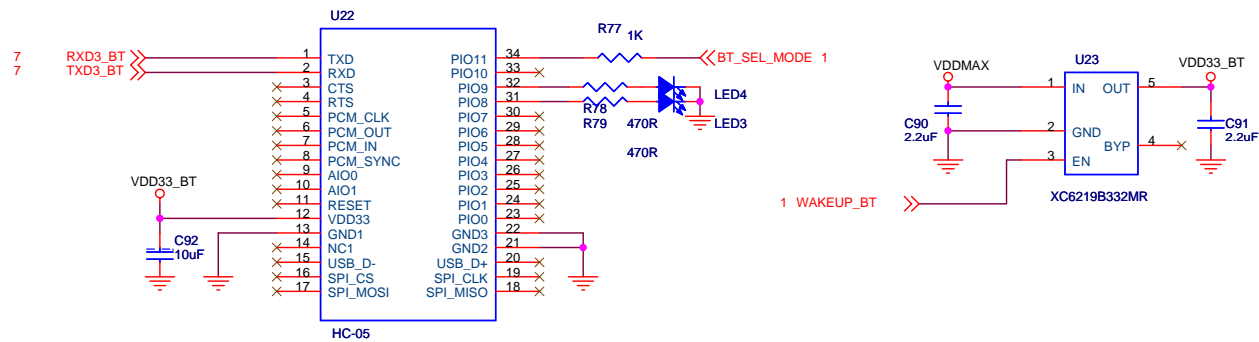 U22
7 RXD3_BT
7 TXD3_BT
1 TXD
2 RXD
3 CTS
4 RTS
5 PCM_CLK
6 PCM_OUT
7 PCM_IN
8 PCM_SYNC
9 AIO0
10 AIO1
11 RESET
12 VDD33
13 GND1
14 NC1
15 USB_D-
16 SPI_CS
17 SPI_MOSI
PIO11 34
PIO10 33
PIO9 32
PIO8 31
PIO7 30
PIO6 29
PIO5 28
PIO4 27
PIO3 26
PIO2 25
PIO1 24
PIO0 23
GND3 22
GND2 21
USB_D+ 20
SPI_CLK 19
SPI_MISO 18
HC-05
VDD33_BT
C92
10uF
R77
1K
BT_SEL_MODE 1
R78
R79
470R
470R
LED4
LED3
U23
VDDMAX
C90
2.2uF
1 IN
2 GND
3 EN
OUT 5
BYP 4
VDD33_BT
C91
2.2uF
XC6219B332MR
1 WAKEUP_BT